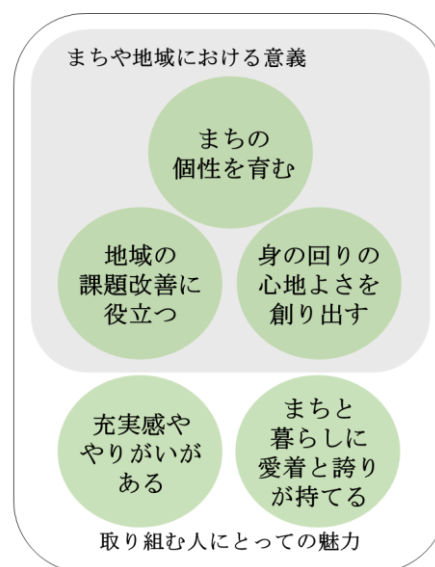 まちや地域における意義
まちの
個性を育む
地域の
課題改善に
役立つ
身の回りの
心地よさを
創り出す
充実感や
やりがいが
ある
まちと
暮らしに
愛着と誇り
が持てる
取り組む人にとっての魅力